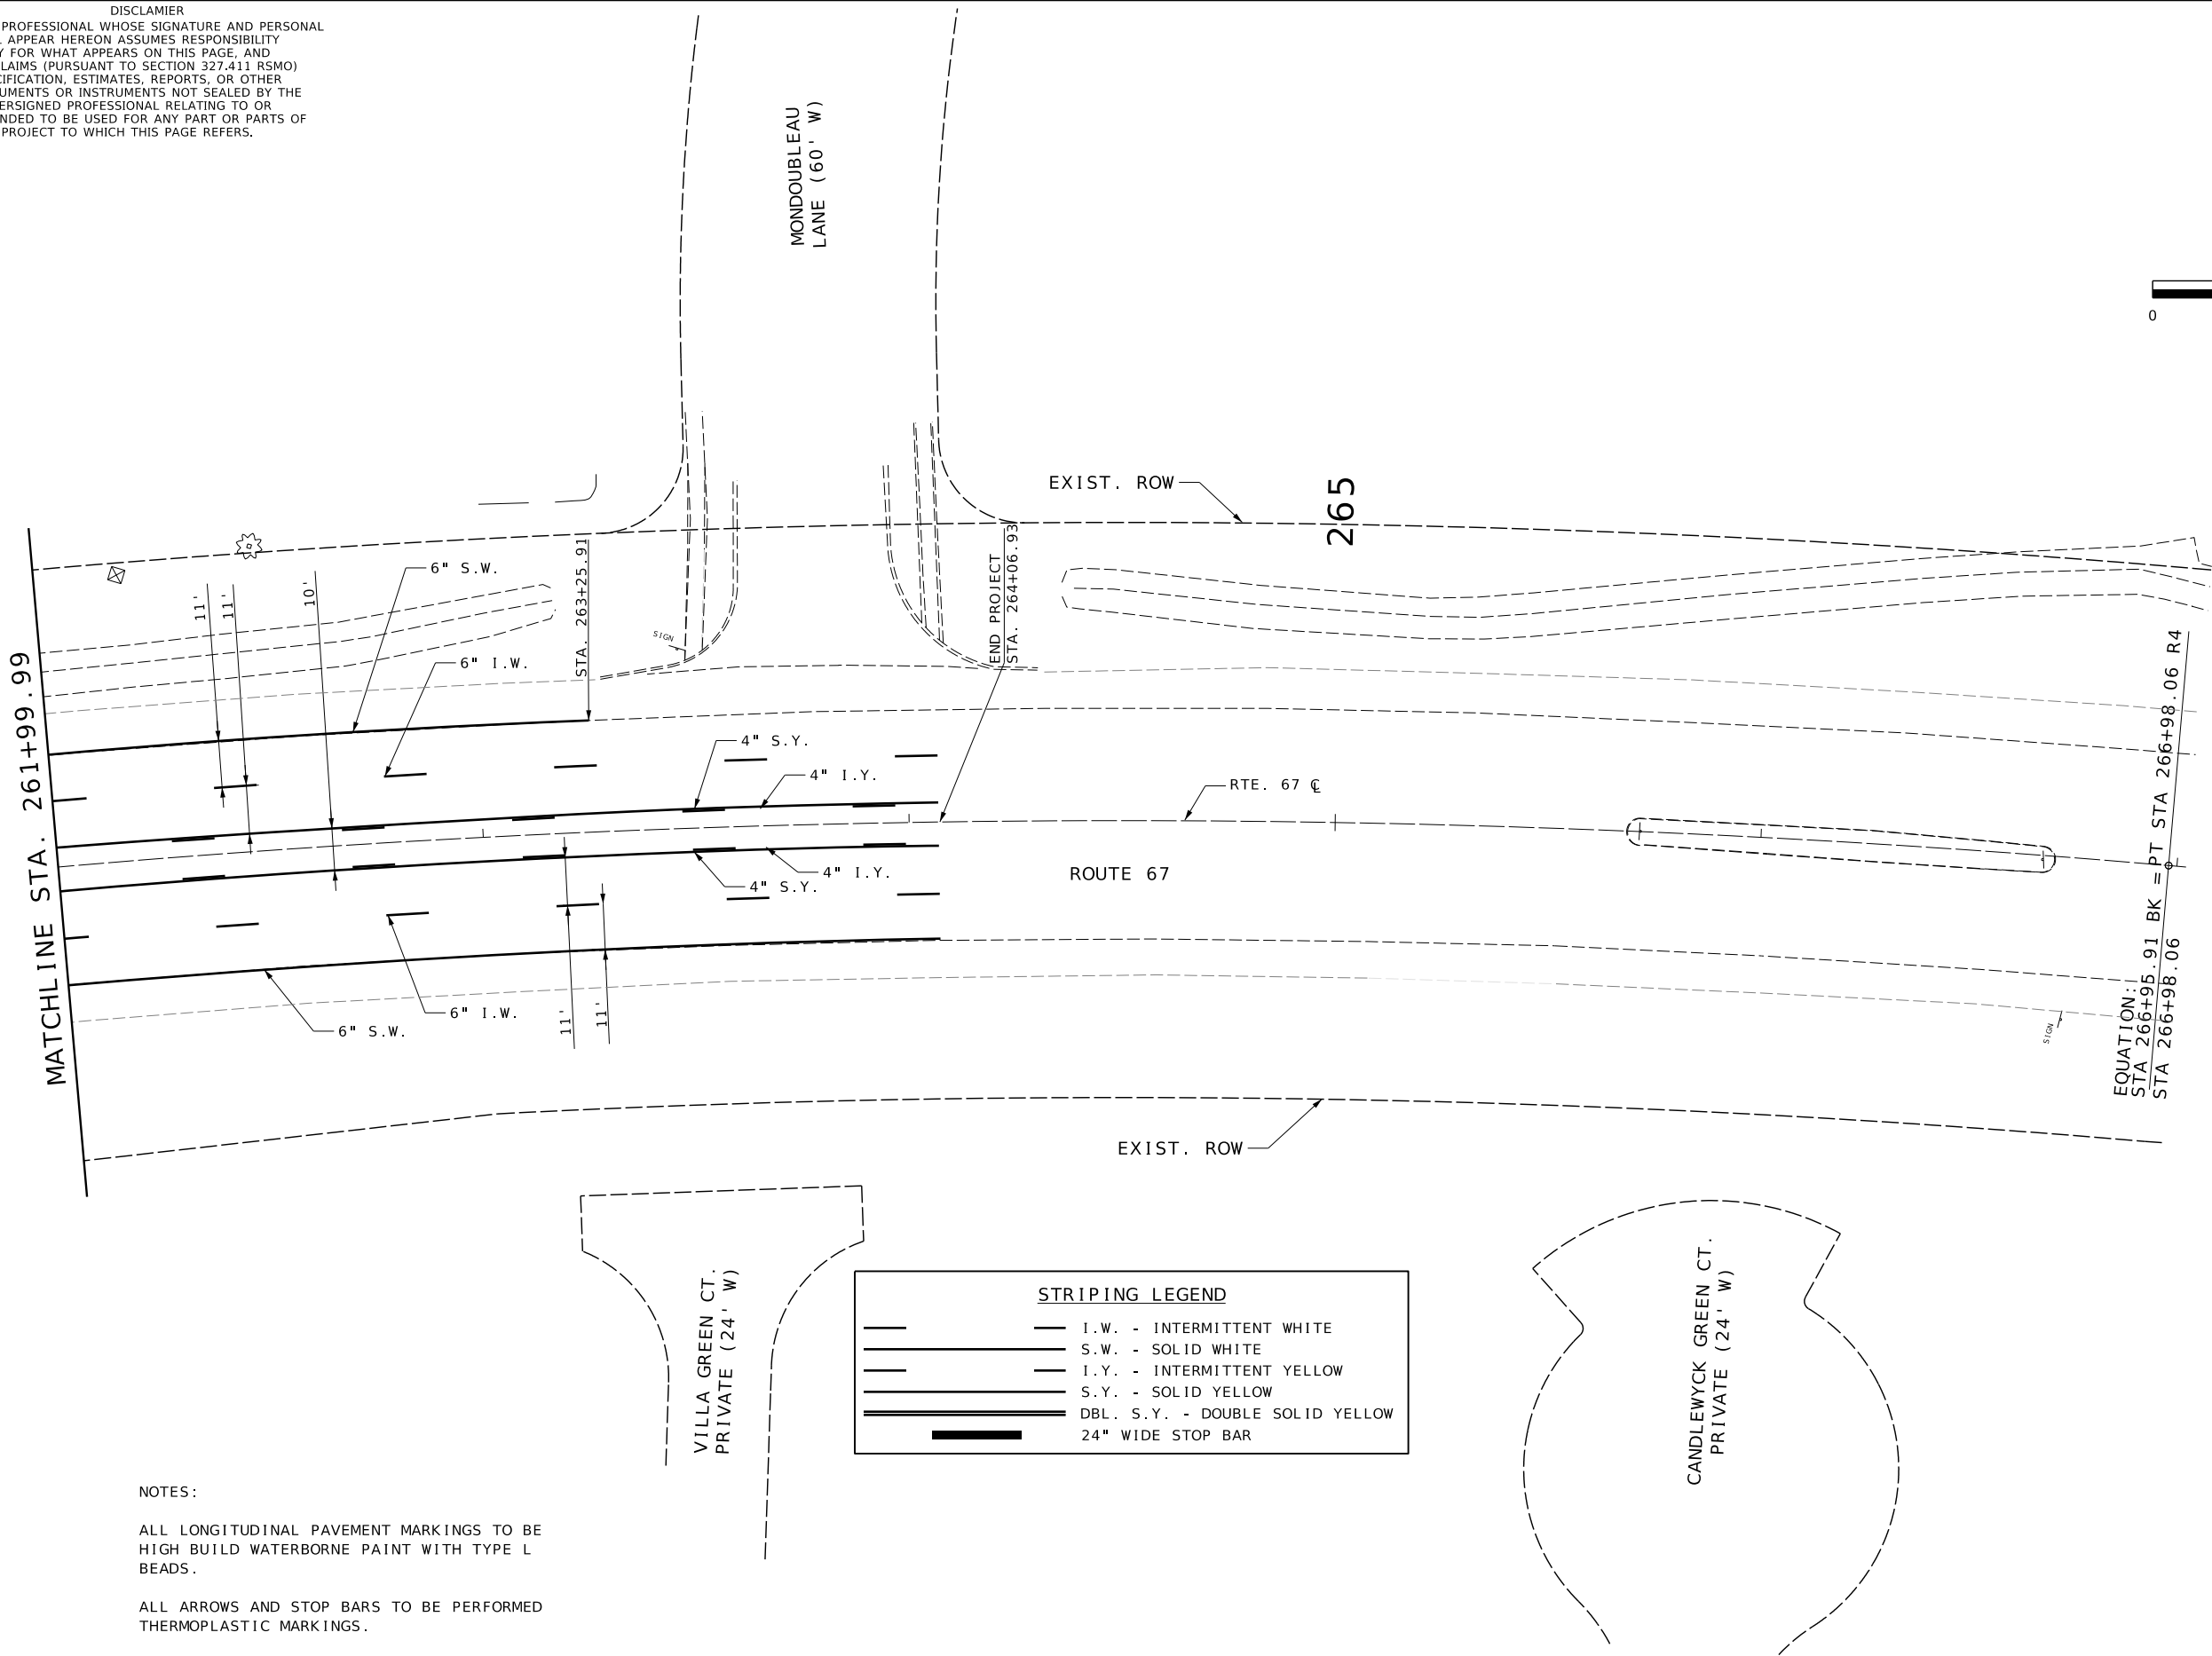 DISCLAMIER
PROFESSIONAL WHOSE SIGNATURE AND PERSONAL
APPEAR HEREON ASSUMES RESPONSIBILITY
FOR WHAT APPEARS ON THIS PAGE, AND
(PURSUANT TO SECTION 327.411 RSMO)
ESTIMATES, REPORTS, OR OTHER
OR INSTRUMENTS NOT SEALED BY THE
PROFESSIONAL RELATING TO OR
TO BE USED FOR ANY PART OR PARTS OF
PROJECT TO WHICH THIS PAGE REFERS.
MONDOUBLEAU
LANE (60' W)
0
EXIST. ROW
265
6" S.W.
11'
11'
10'
STA. 263+25.91
END PROJECT
STA. 264+06.93
SIGN
6" I.W.
MATCHLINE STA. 261+99.99
4" S.Y.
4" I.Y.
RTE. 67 ℄
4" I.Y.
4" S.Y.
ROUTE 67
6" I.W.
6" S.W.
11'
11'
SIGN
EQUATION:
STA 266+95.91 BK = PT STA 266+98.06 R4
STA 266+98.06
EXIST. ROW
VILLA GREEN CT.
PRIVATE (24' W)
STRIPING LEGEND
I.W. - INTERMITTENT WHITE
S.W. - SOLID WHITE
I.Y. - INTERMITTENT YELLOW
S.Y. - SOLID YELLOW
DBL. S.Y. - DOUBLE SOLID YELLOW
24" WIDE STOP BAR
CANDLEWYCK GREEN CT.
PRIVATE (24' W)
NOTES:
ALL LONGITUDINAL PAVEMENT MARKINGS TO BE
HIGH BUILD WATERBORNE PAINT WITH TYPE L
BEADS.
ALL ARROWS AND STOP BARS TO BE PERFORMED
THERMOPLASTIC MARKINGS.